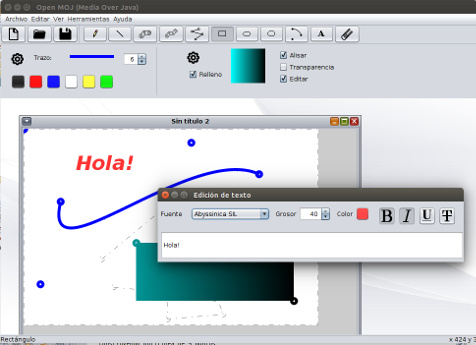 Open MOJ (Media Over Java)
Archivo Editar Ver Herramientas Ayuda
A
Trazo:
6
Relleno
Alisar
Transparencia
Editar
Sin título 2
Hola!
Edición de texto
Fuente
Abyssinica SIL
Grosor
48
Color
B I U T
Hola!
Rectángulo
x 424 y